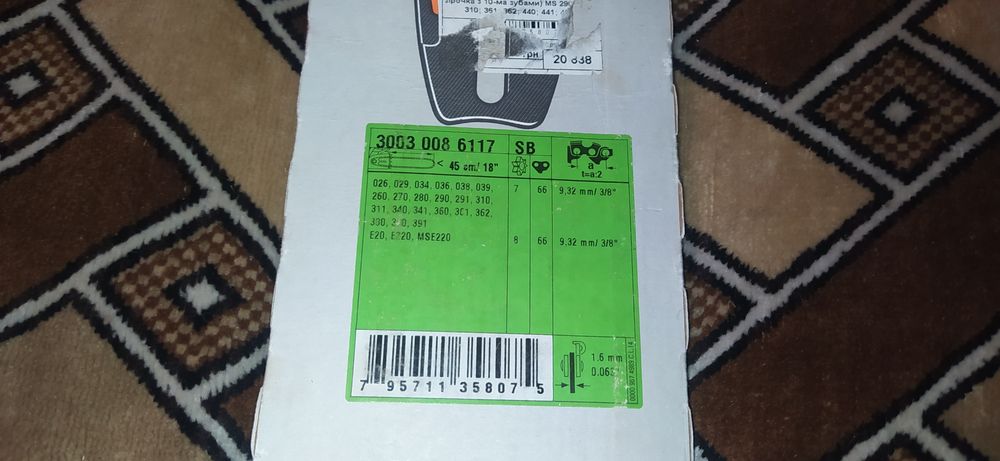 зірочка з 10-ма зубами) MS 290
310; 361; 362; 440; 441;
20 838
3003 008 6117 SB
< 45 cm/ 18"
a
t=a:2
026, 029, 034, 036, 038, 039, 7 66 9,32 mm/ 3/8"
260, 270, 280, 290, 291, 310,
311, 340, 341, 360, 361, 362,
390, 391
E20, E220, MSE220 8 66 9,32 mm/ 3/8"
1.6 mm
0.063"
7 95711 35807 5